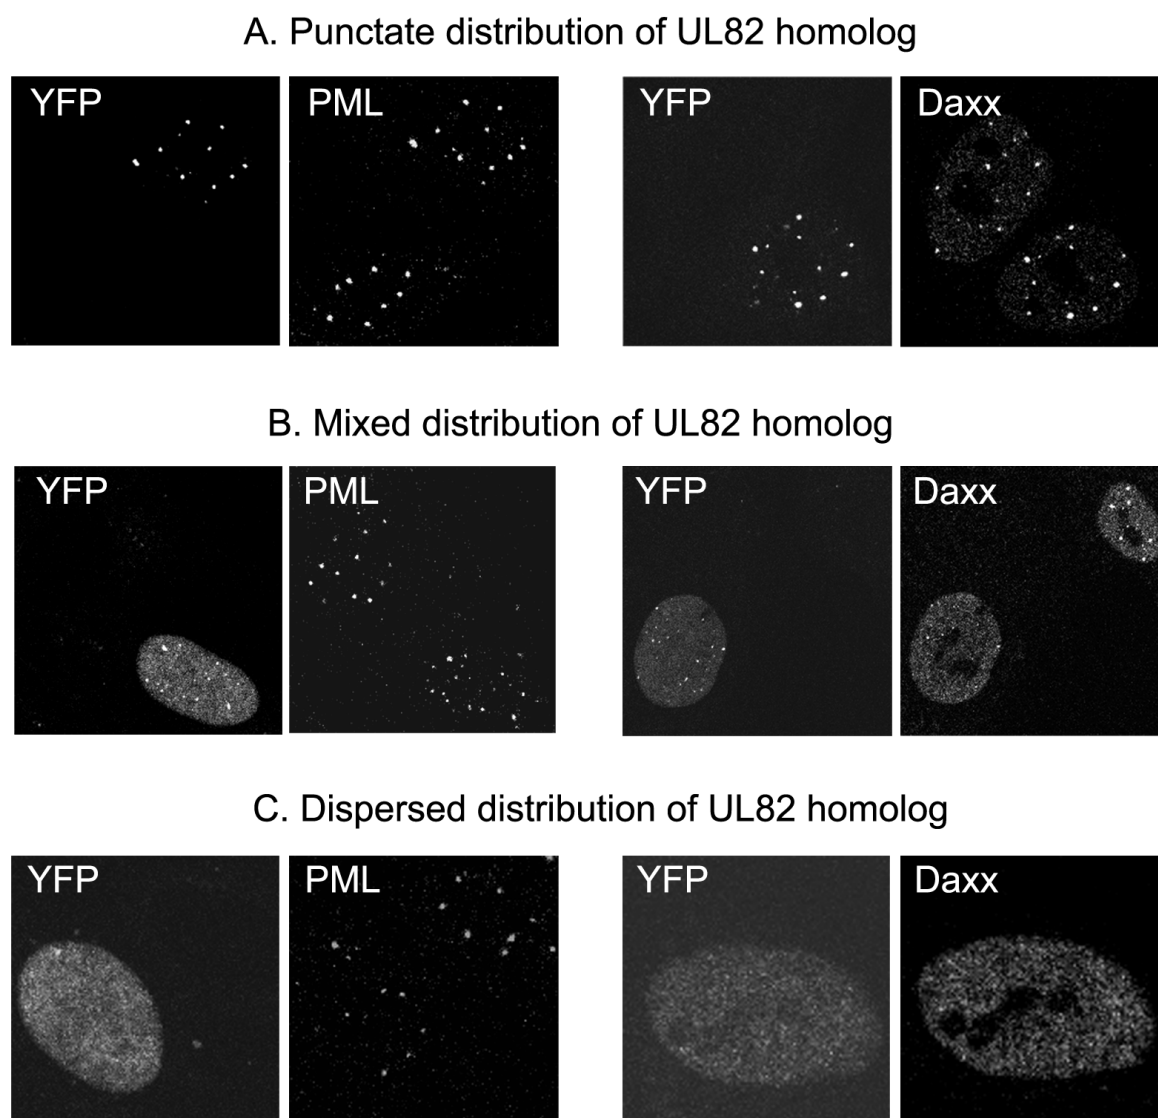 A. Punctate distribution of UL82 homolog
YFP PML YFP Daxx
B. Mixed distribution of UL82 homolog
YFP PML YFP Daxx
C. Dispersed distribution of UL82 homolog
YFP PML YFP Daxx